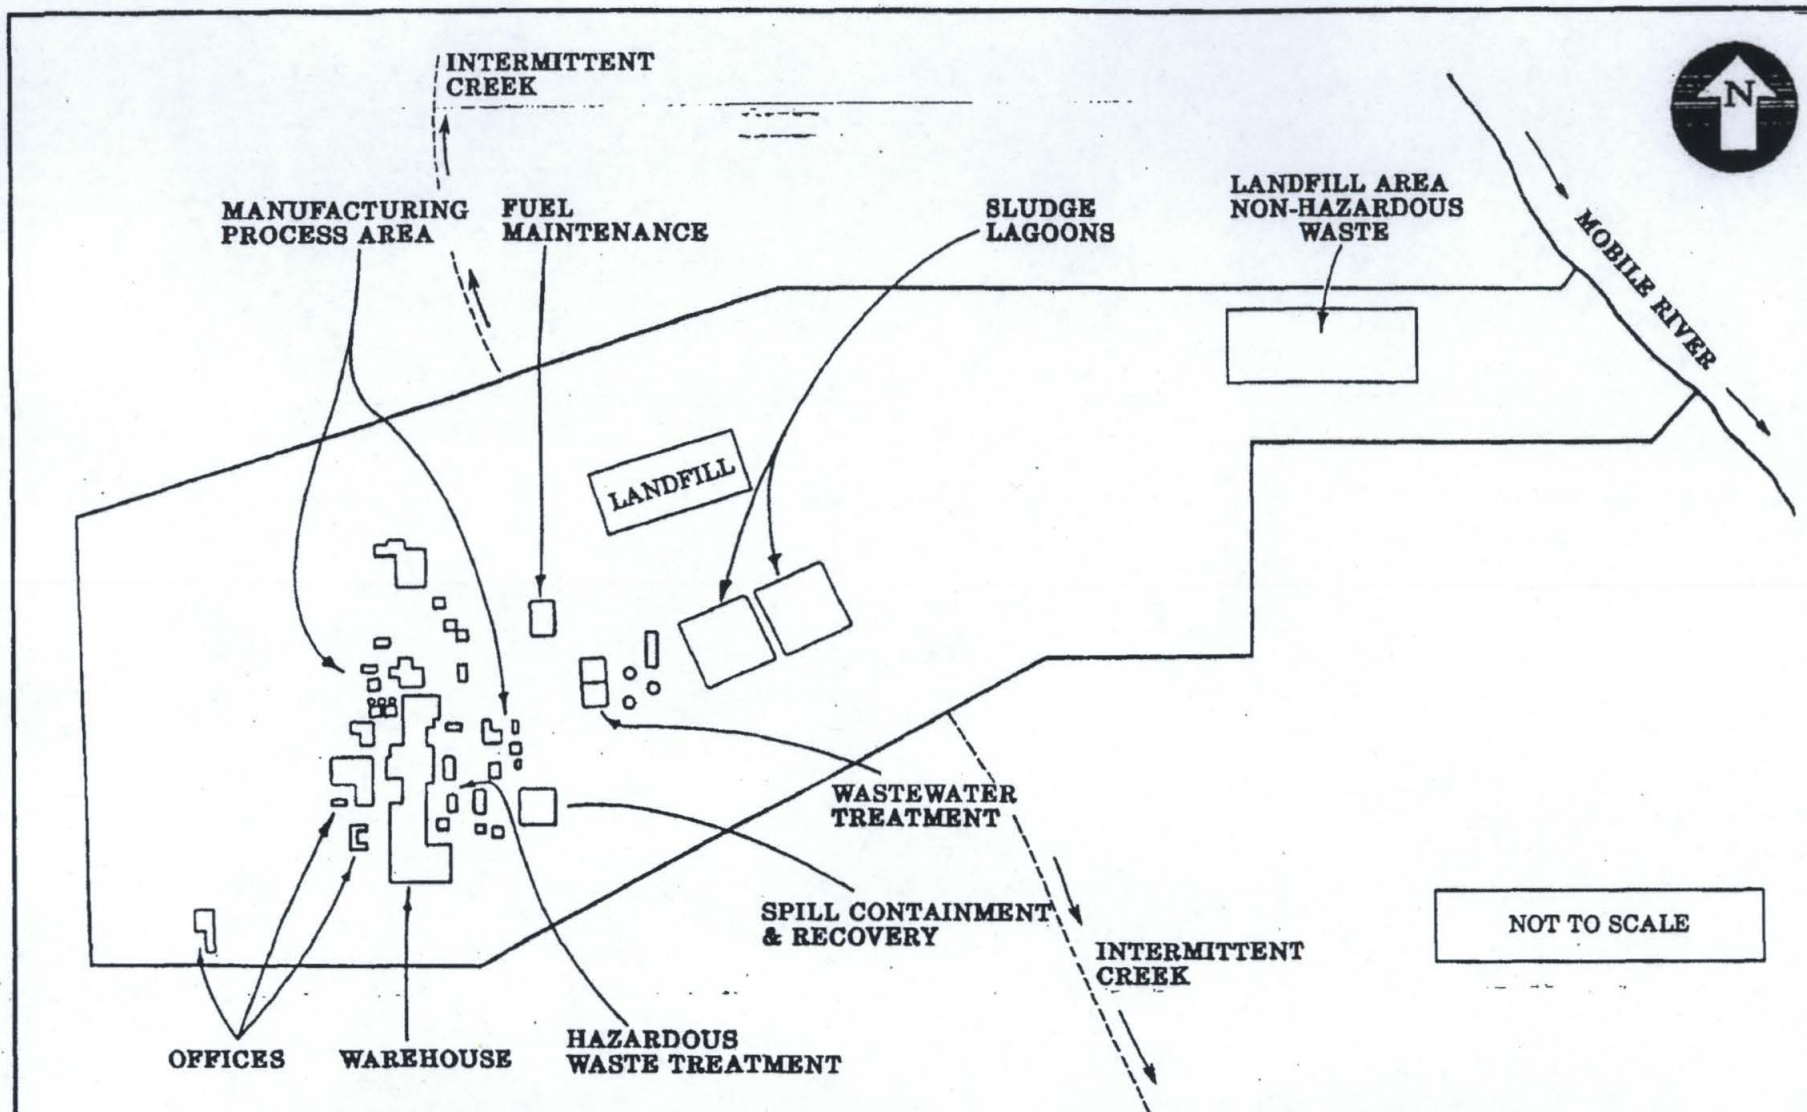 INTERMITTENT
CREEK
N
MANUFACTURING
PROCESS AREA
FUEL
MAINTENANCE
SLUDGE
LAGOONS
LANDFILL AREA
NON-HAZARDOUS
WASTE
MOBILE RIVER
LANDFILL
WASTEWATER
TREATMENT
SPILL CONTAINMENT
& RECOVERY
INTERMITTENT
CREEK
NOT TO SCALE
OFFICES
WAREHOUSE
HAZARDOUS
WASTE TREATMENT